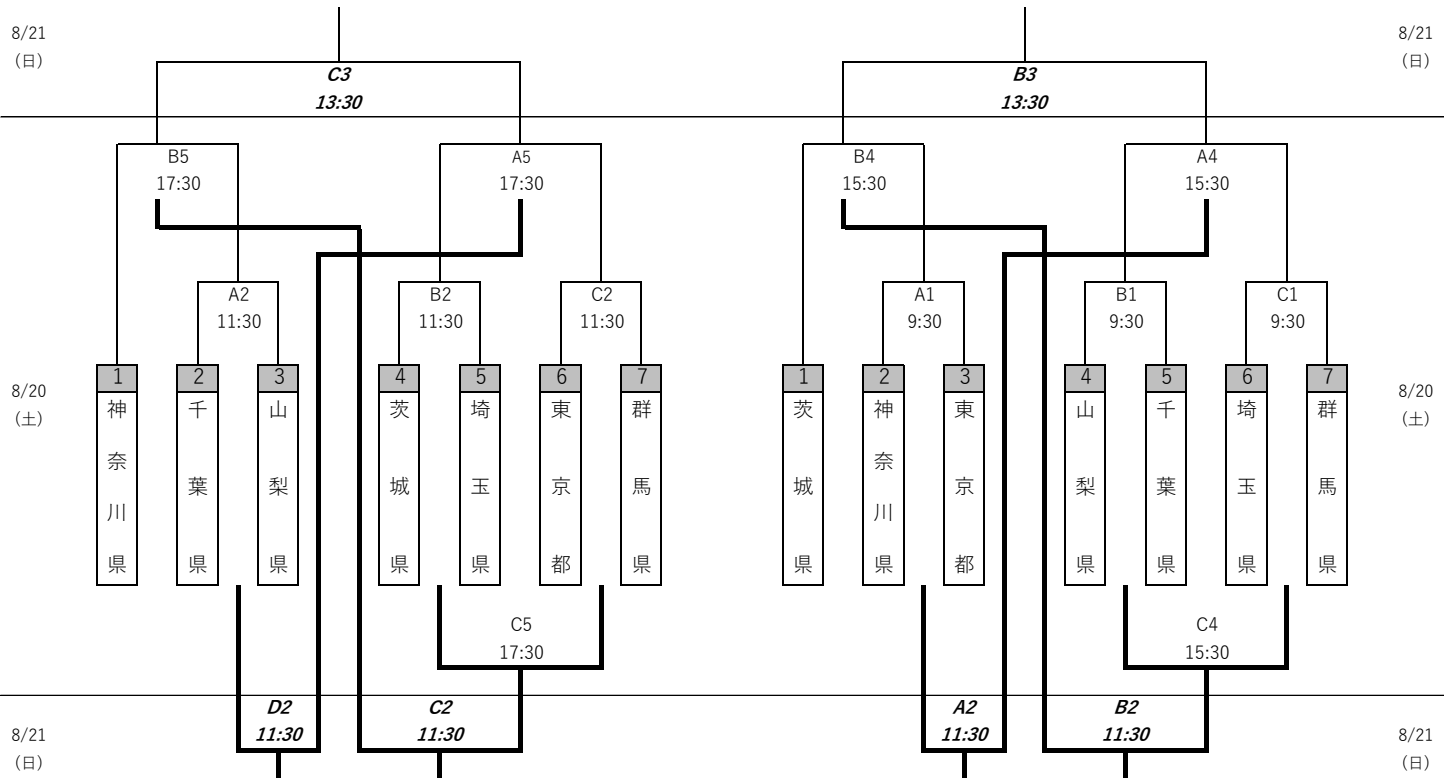 8/21
（日）
C3
13:30
B3
13:30
8/21
（日）
B5
17:30
A5
17:30
B4
15:30
A4
15:30
A2
11:30
B2
11:30
C2
11:30
A1
9:30
B1
9:30
C1
9:30
8/20
（土）
1
神奈川県
2
千葉県
3
山梨県
4
茨城県
5
埼玉県
6
東京都
7
群馬県
1
茨城県
2
神奈川県
3
東京都
4
山梨県
5
千葉県
6
埼玉県
7
群馬県
8/20
（土）
C5
17:30
C4
15:30
8/21
（日）
D2
11:30
C2
11:30
A2
11:30
B2
11:30
8/21
（日）